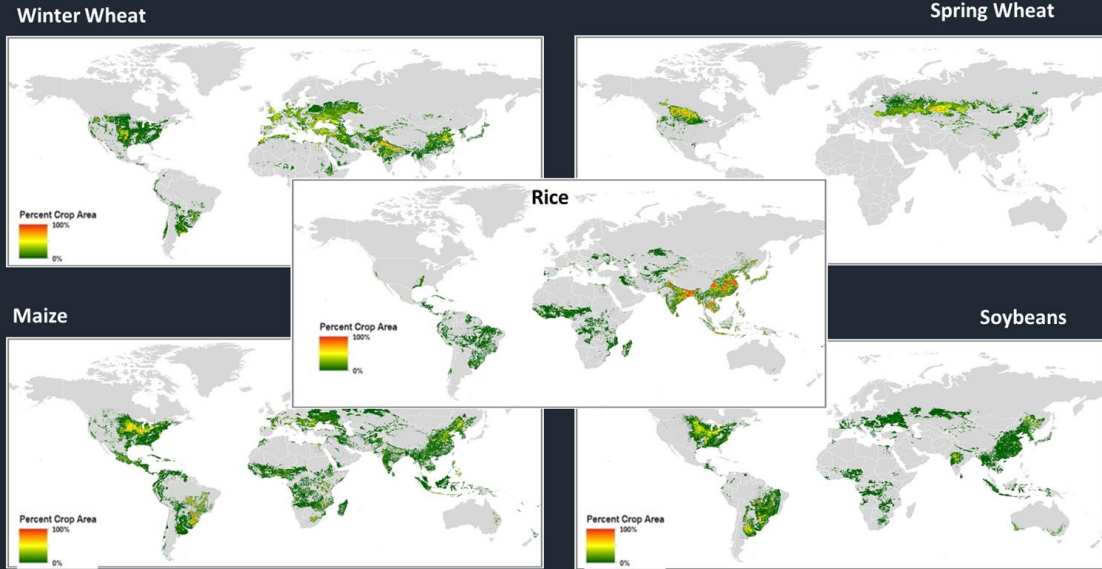 Winter Wheat
Spring Wheat
Percent Crop Area
100%
0%
Rice
Percent Crop Area
100%
0%
Maize
Soybeans
Percent Crop Area
100%
0%
Percent Crop Area
100%
0%